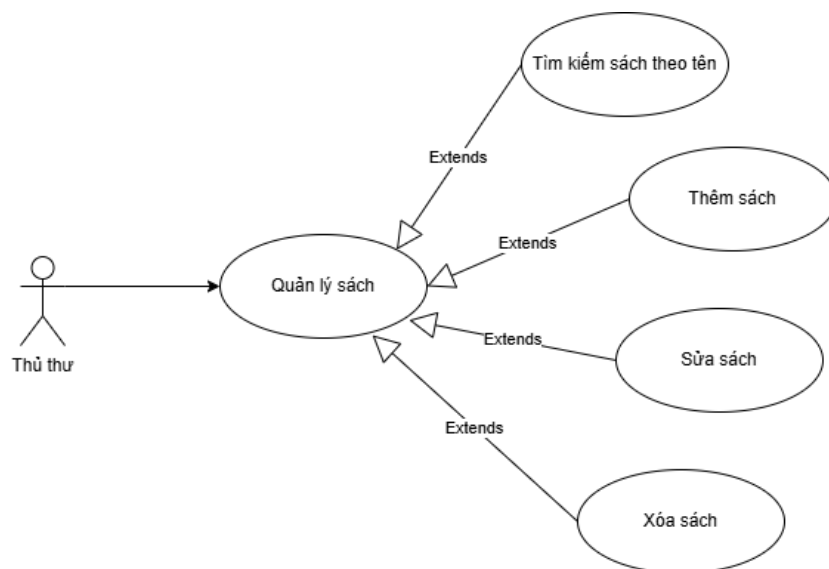 Tìm kiếm sách theo tên
Extends
Thêm sách
Extends
Quản lý sách
Thủ thư
Extends
Sửa sách
Extends
Xóa sách